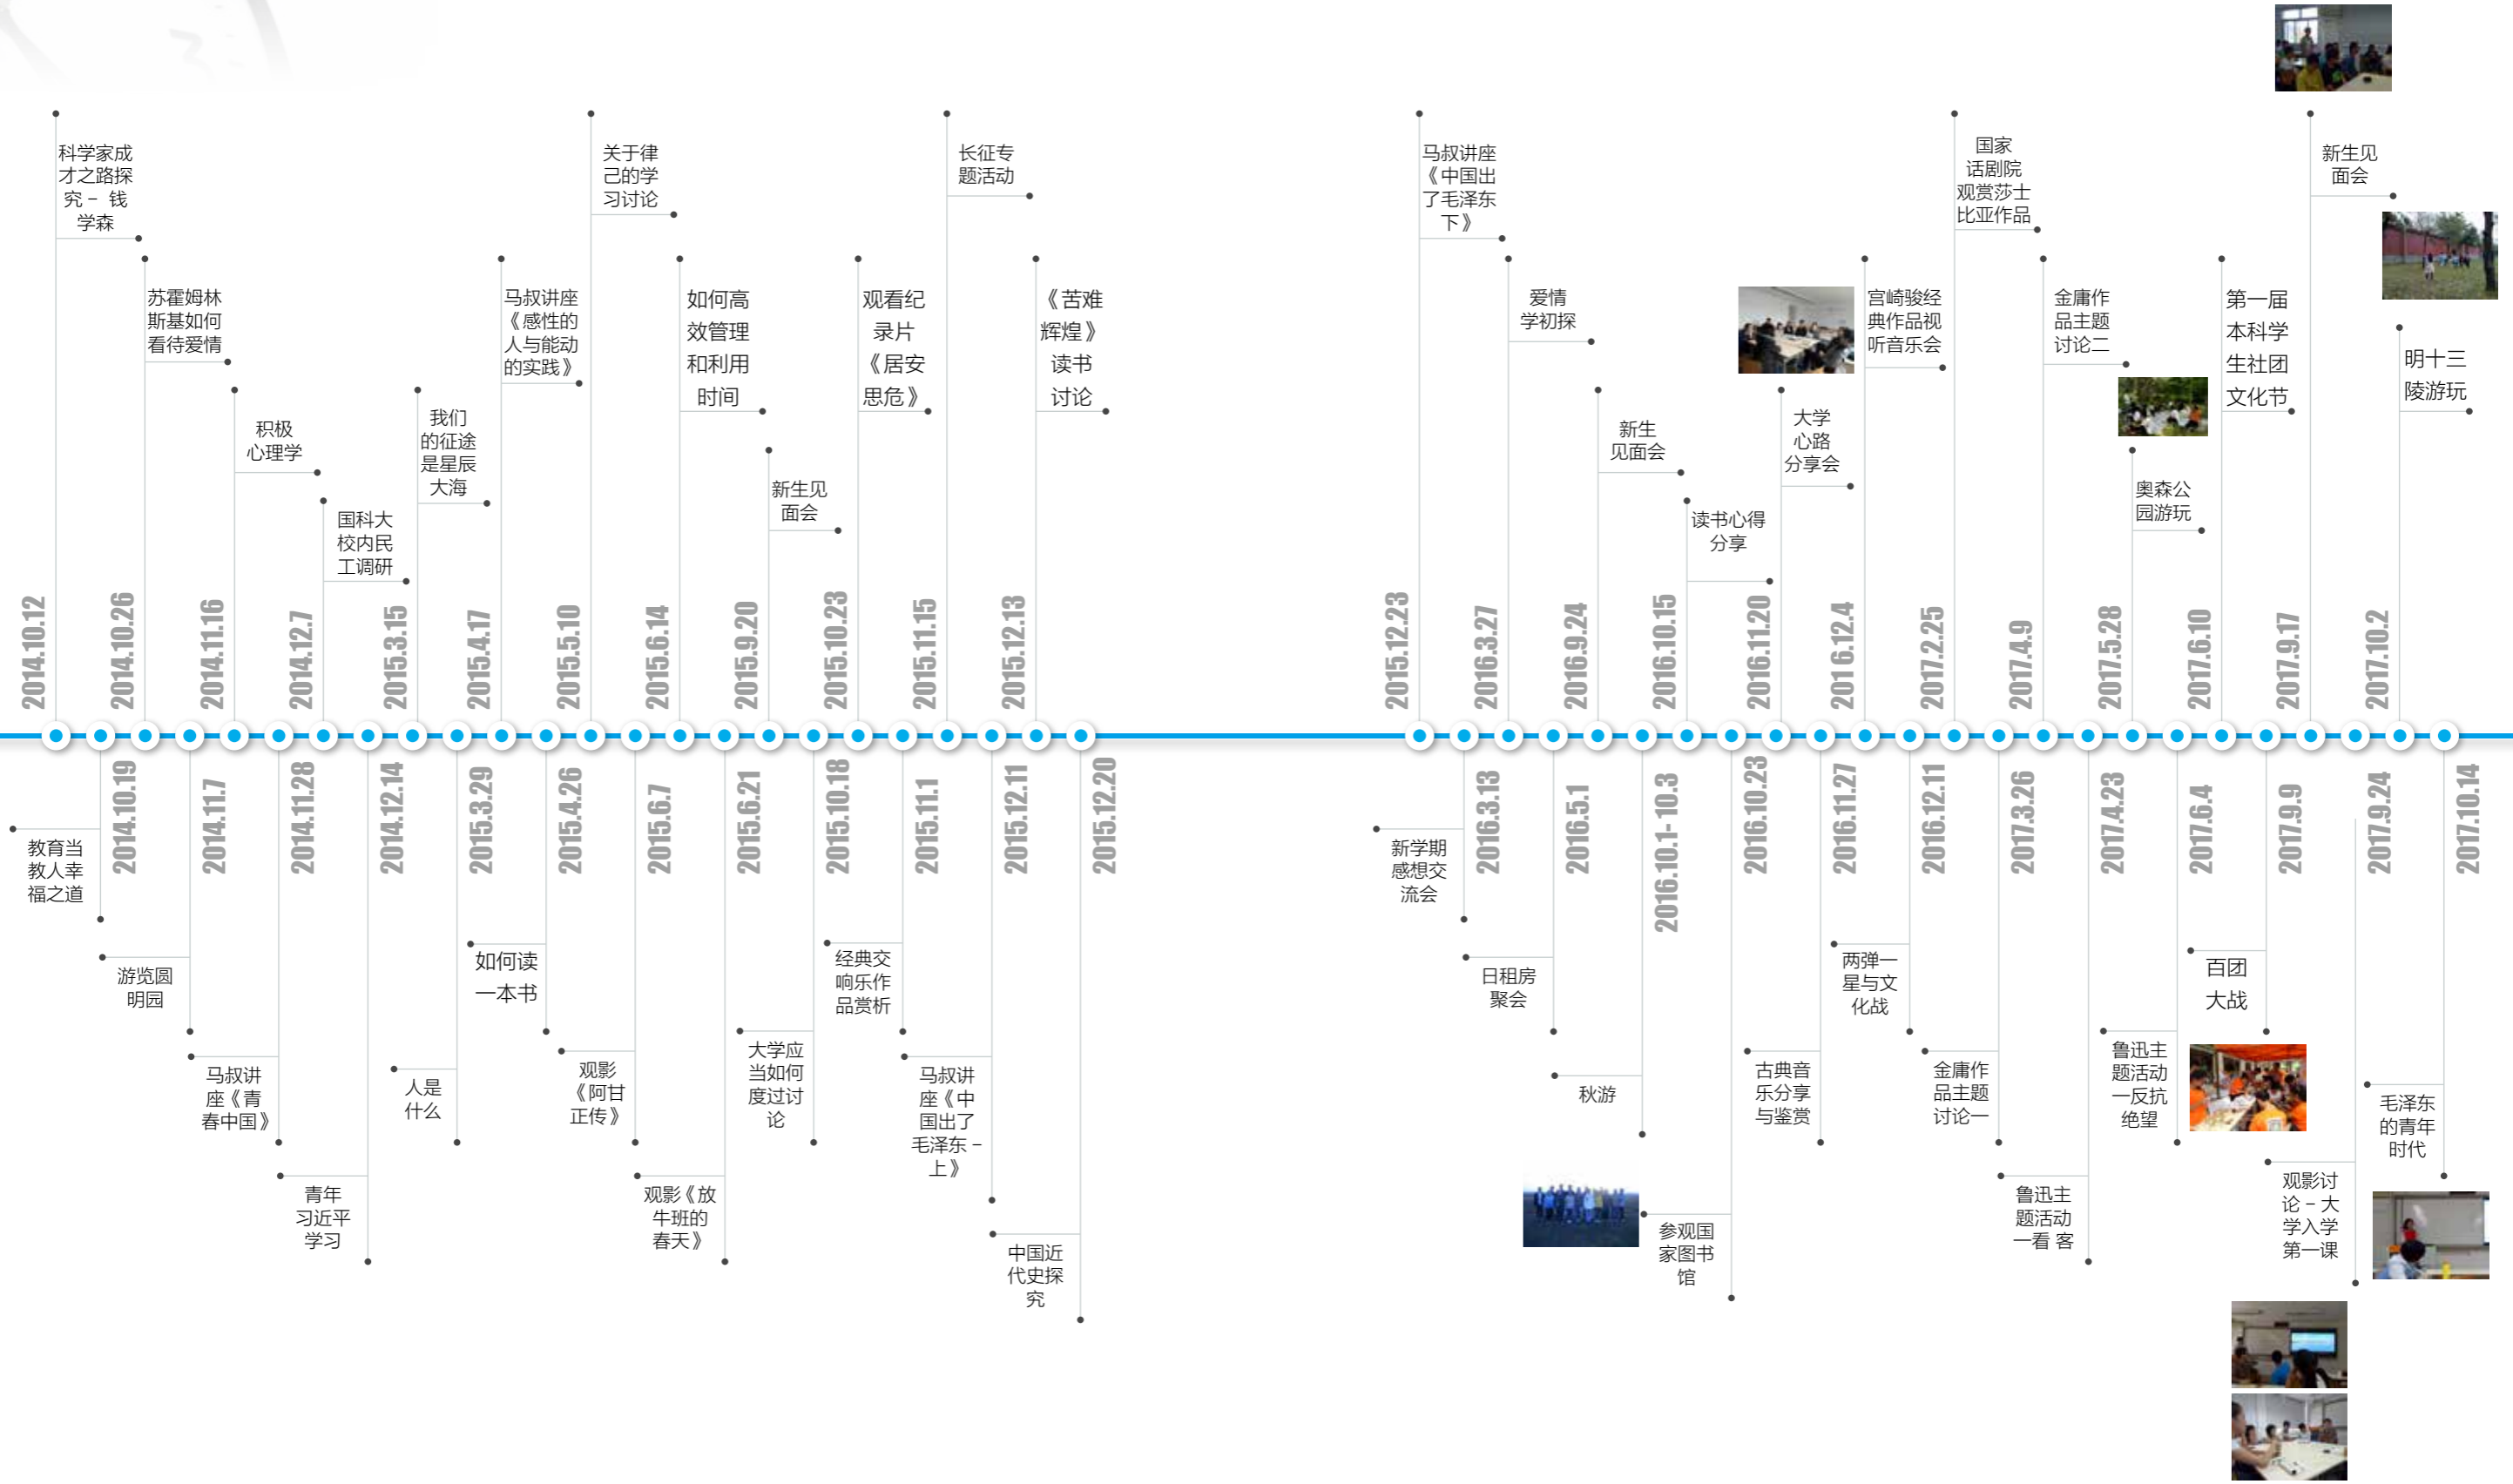 2014.10.12
科学家成
才之路探
究 – 钱
学森
2014.10.19
教育当
教人幸
福之道
2014.10.26
苏霍姆林
斯基如何
看待爱情
2014.11.7
游览圆
明园
2014.11.16
积极
心理学
2014.11.28
马叔讲
座《青
春中国》
2014.12.7
国科大
校内民
工调研
2014.12.14
青年
习近平
学习
2015.3.15
我们
的征途
是星辰
大海
2015.3.29
人是
什么
2015.4.17
马叔讲座
《感性的
人与能动
的实践》
2015.4.26
如何读
一本书
2015.5.10
关于律
己的学
习讨论
2015.6.7
观影
《阿甘
正传》
2015.6.14
如何高
效管理
和利用
时间
2015.6.21
观影《放
牛班的
春天》
2015.9.20
新生见
面会
2015.10.18
大学应
当如何
度过讨
论
2015.10.23
观看纪
录片
《居安
思危》
2015.11.1
经典交
响乐作
品赏析
2015.11.15
长征专
题活动
2015.12.11
马叔讲
座《中
国出了
毛泽东 –
上》
2015.12.13
《苦难
辉煌》
读书
讨论
2015.12.20
中国近
代史探
究
2015.12.23
马叔讲座
《中国出
了毛泽东
下》
2016.3.13
新学期
感想交
流会
2016.3.27
爱情
学初探
2016.5.1
日租房
聚会
2016.9.24
新生
见面会
2016.10.1- 10.3
秋游
2016.10.15
读书心得
分享
2016.10.23
参观国
家图书
馆
2016.11.20
大学
心路
分享会
2016.11.27
古典音
乐分享
与鉴赏
201 6.12.4
宫崎骏经
典作品视
听音乐会
2016.12.11
两弹一
星与文
化战
2017.2.25
国家
话剧院
观赏莎士
比亚作品
2017.3.26
金庸作
品主题
讨论一
2017.4.9
金庸作
品主题
讨论二
2017.4.23
鲁迅主
题活动
一看 客
2017.5.28
奥森公
园游玩
2017.6.4
鲁迅主
题活动
一反抗
绝望
2017.6.10
第一届
本科学
生社团
文化节
2017.9.9
百团
大战
2017.9.17
新生见
面会
2017.9.24
观影讨
论 – 大
学入学
第一课
2017.10.2
明十三
陵游玩
2017.10.14
毛泽东
的青年
时代